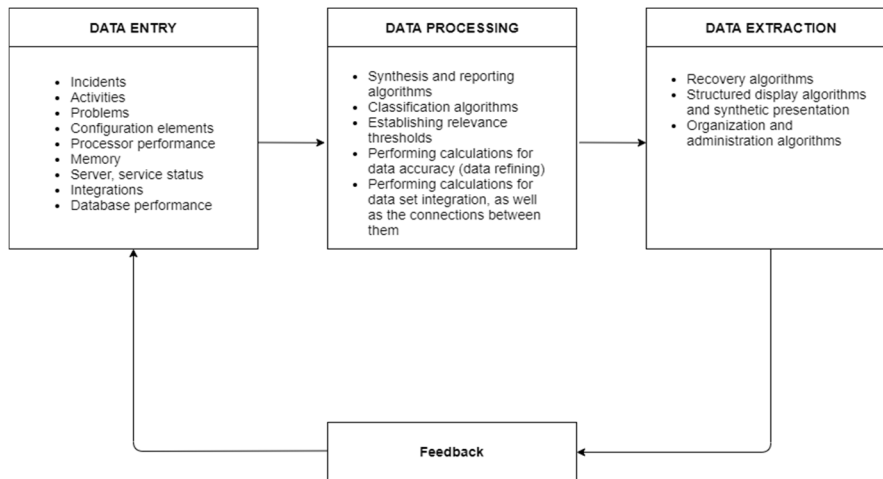 DATA ENTRY
• Incidents
• Activities
• Problems
• Configuration elements
• Processor performance
• Memory
• Server, service status
• Integrations
• Database performance
DATA PROCESSING
• Synthesis and reporting
algorithms
• Classification algorithms
• Establishing relevance
thresholds
• Performing calculations for
data accuracy (data refining)
• Performing calculations for
data set integration, as well
as the connections between
them
DATA EXTRACTION
• Recovery algorithms
• Structured display algorithms
and synthetic presentation
• Organization and
administration algorithms
Feedback